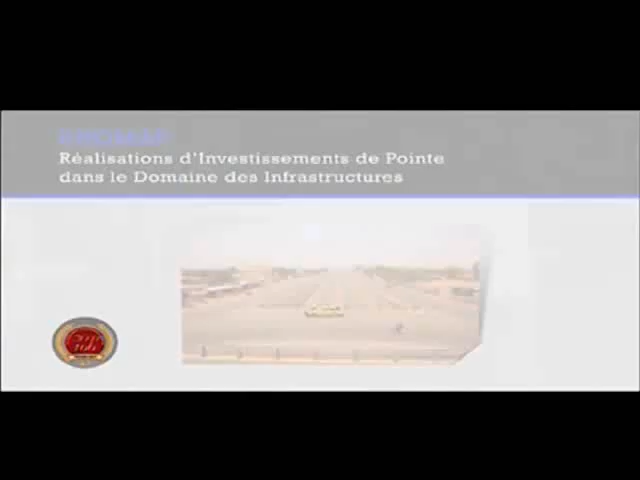 Réalisations d'Investissements de Pointe
dans le Domaine des Infrastructures